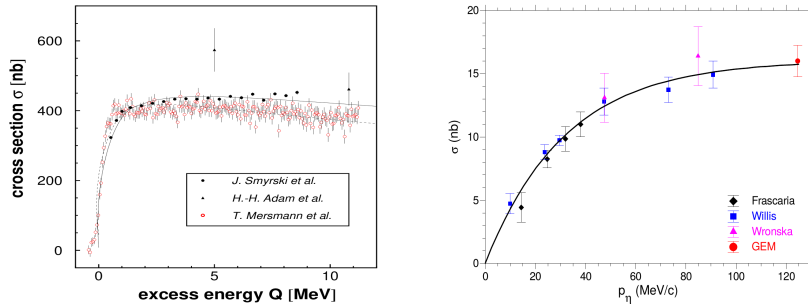 cross section σ [nb]
600
400
200
0
0
5
10
excess energy Q [MeV]
J. Smyrski et al.
H.-H. Adam et al.
T. Mersmann et al.
σ (nb)
20
15
10
5
0
0
20
40
60
80
100
120
pη (MeV/c)
Frascaria
Willis
Wronska
GEM